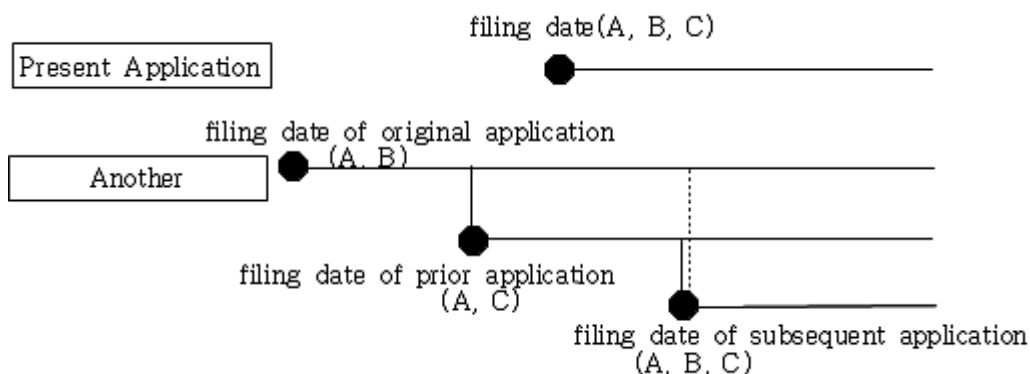 filing date(A, B, C)
Present Application
filing date of original application
(A, B)
Another
filing date of prior application
(A, C)
filing date of subsequent application
(A, B, C)